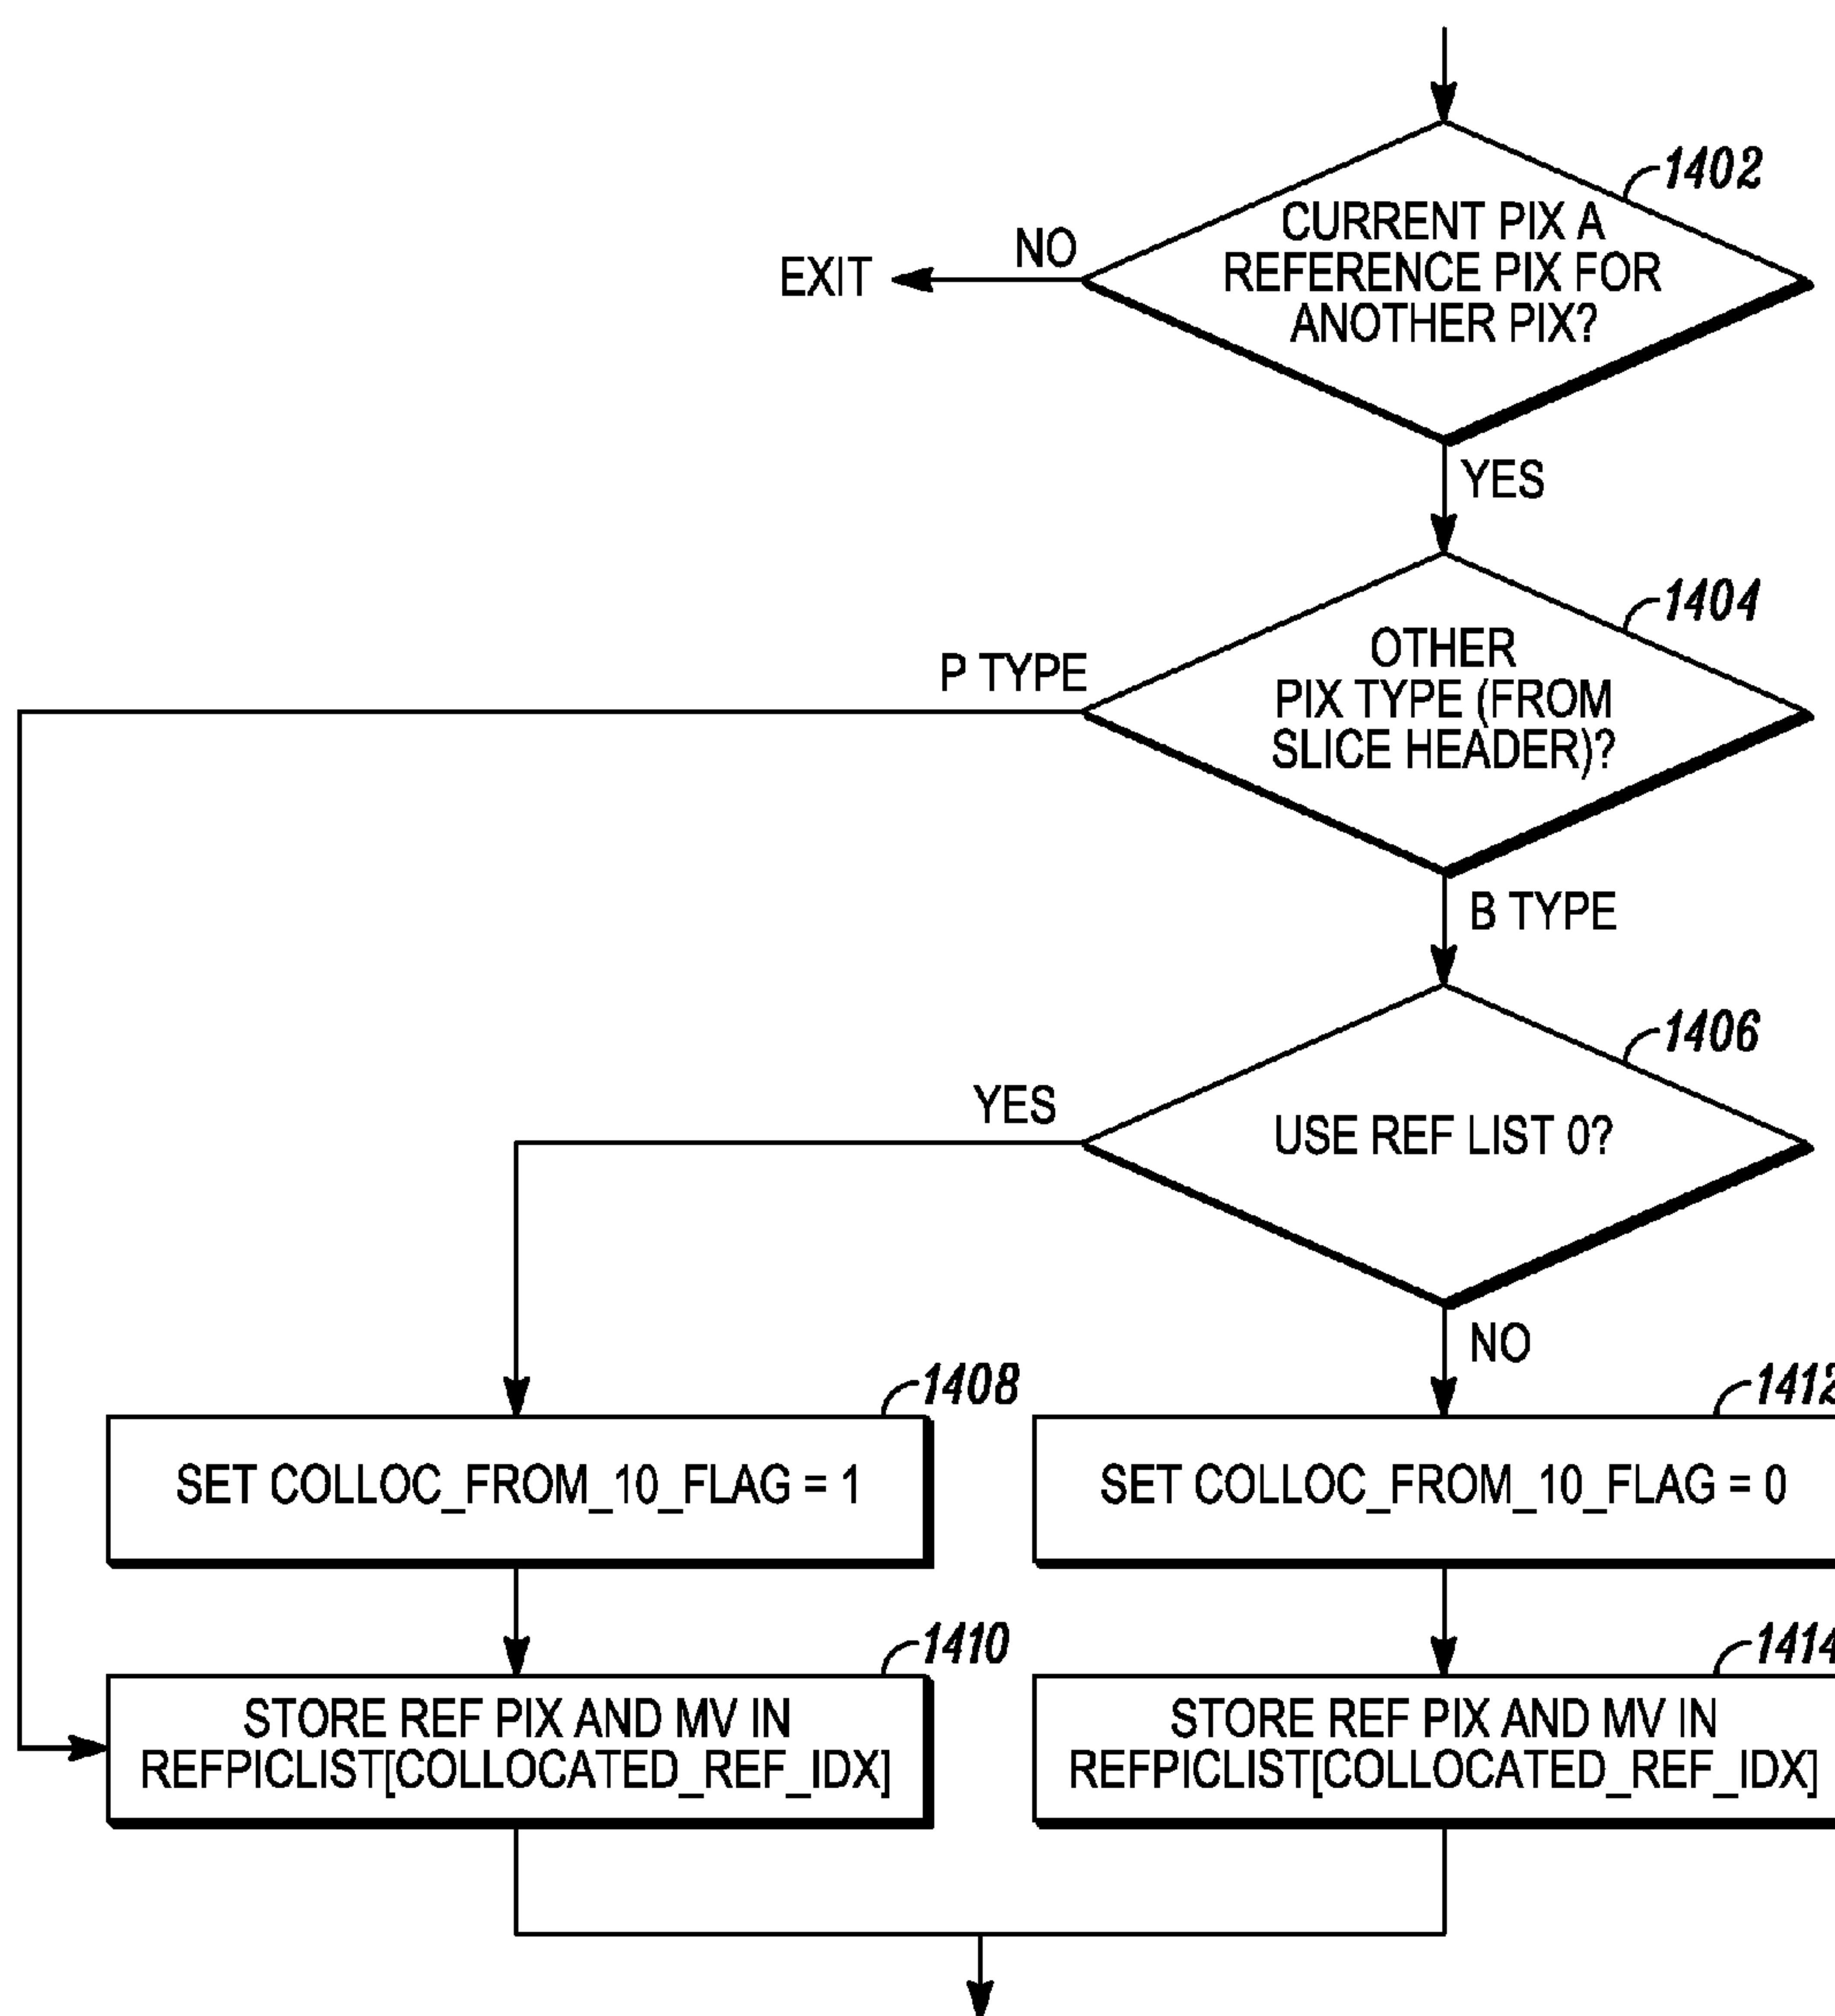 1402
CURRENT PIX A
REFERENCE PIX FOR
ANOTHER PIX?
NO
EXIT
YES
1404
OTHER
PIX TYPE (FROM
SLICE HEADER)?
P TYPE
B TYPE
1406
USE REF LIST 0?
YES
NO
1408
SET COLLOC_FROM_10_FLAG = 1
1412
SET COLLOC_FROM_10_FLAG = 0
1410
STORE REF PIX AND MV IN
REFPICLIST[COLLOCATED_REF_IDX]
1414
STORE REF PIX AND MV IN
REFPICLIST[COLLOCATED_REF_IDX]